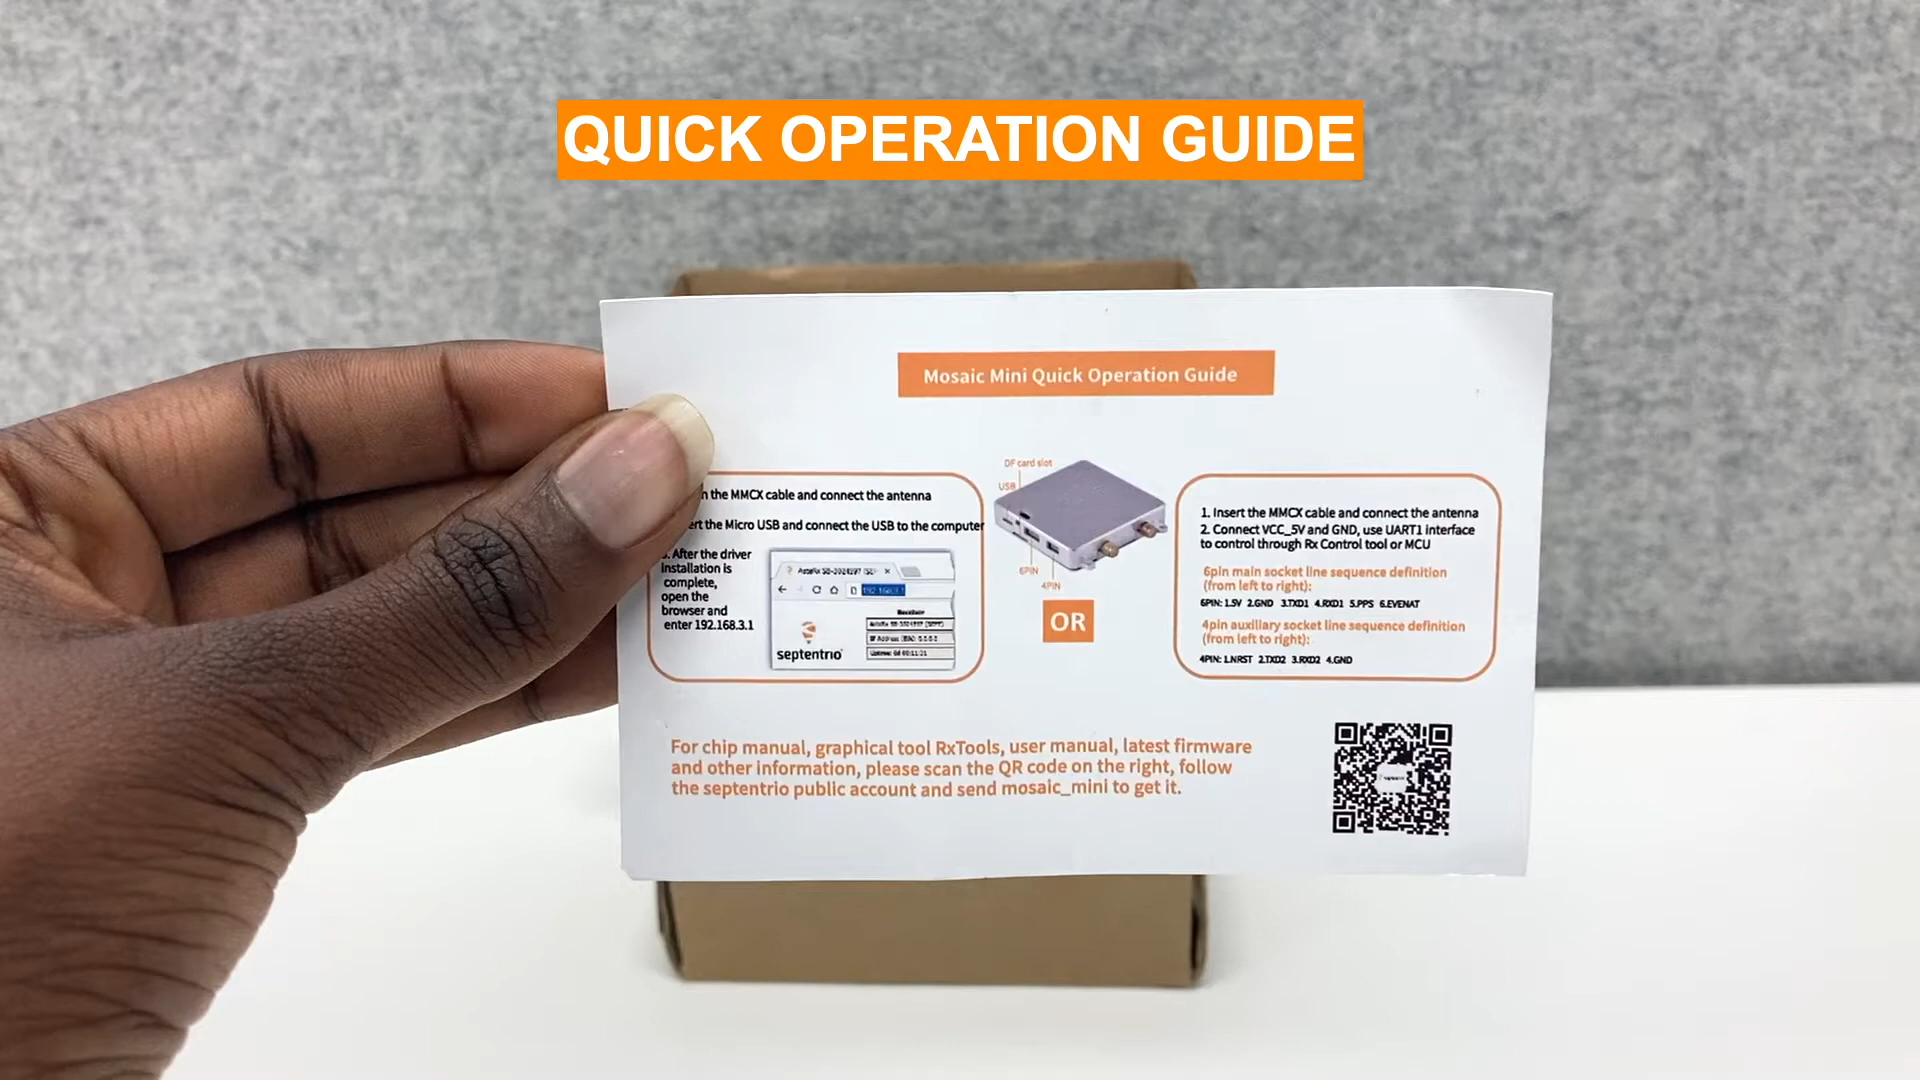 QUICK OPERATION GUIDE
Mosaic Mini Quick Operation Guide
the MMCX cable and connect the antenna
the Micro USB and connect the USB to the computer
After the driver
installation is
complete,
open the
browser and
enter 192.168.3.1
192.168.3.1
septentrio
DF card slot
USB
6PIN
4PIN
OR
1. Insert the MMCX cable and connect the antenna
2. Connect VCC_5V and GND, use UART1 interface
to control through Rx Control tool or MCU
6pin main socket line sequence definition
(from left to right):
6PIN: 1.5V 2.GND 3.TXD1 4.RXD1 5.PPS 6.EVENAT
4pin auxiliary socket line sequence definition
(from left to right):
4PIN: 1.NRST 2.TXD2 3.RXD2 4.GND
For chip manual, graphical tool RxTools, user manual, latest firmware
and other information, please scan the QR code on the right, follow
the septentrio public account and send mosaic_mini to get it.